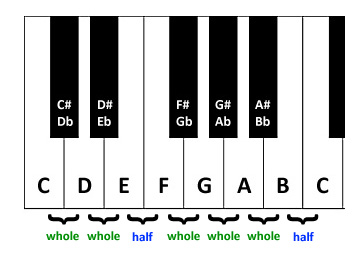 C# D# F# G# A#
Db Eb Gb Ab Bb
C D E F G A B C
whole whole half whole whole whole half